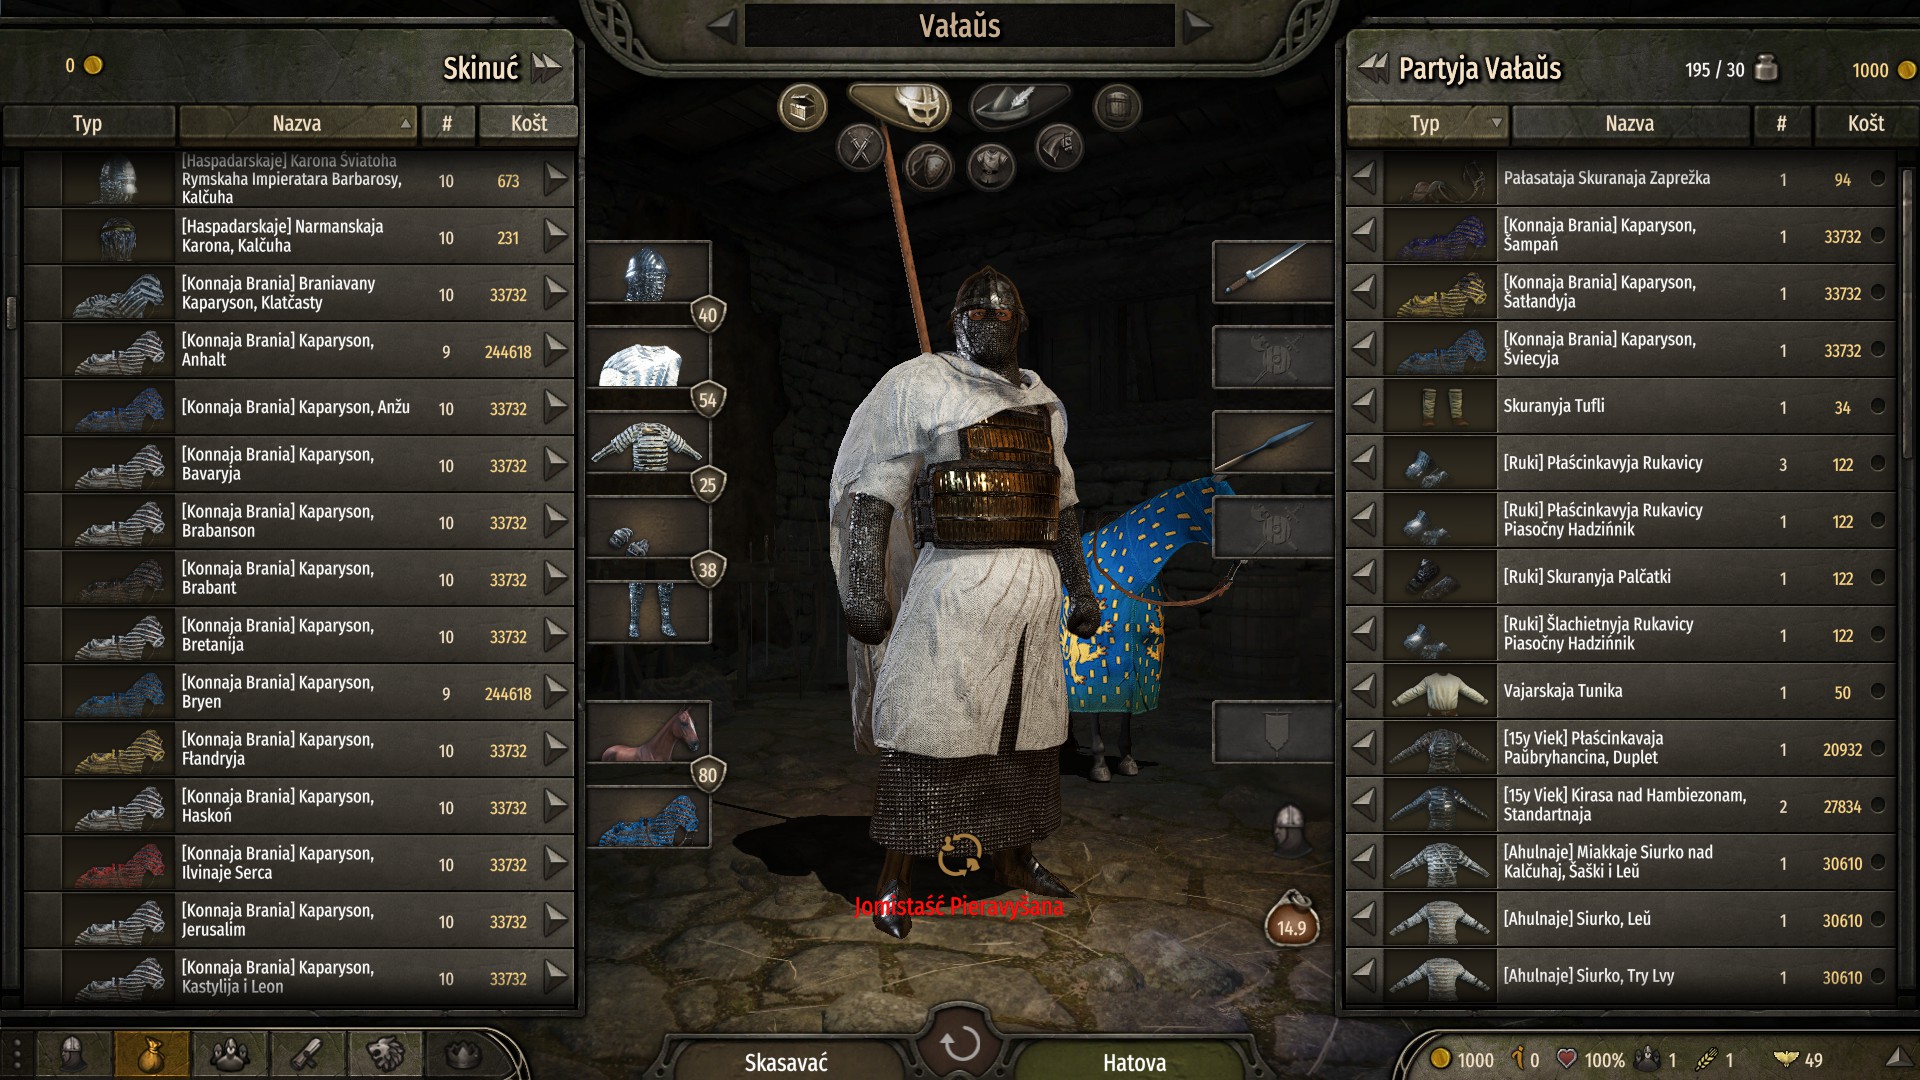 Vałaŭs
0
Skinuć
Typ
Nazva
#
Košt
[Haspadarskaje] Karona Śviatoha
Rymskaha Impieratara Barbarosy,
Kalčuha
10
673
[Haspadarskaje] Narmanskaja
Karona, Kalčuha
10
231
[Konnaja Brania] Braniavany
Kaparyson, Klatčasty
10
33732
[Konnaja Brania] Kaparyson,
Anhalt
9
244618
[Konnaja Brania] Kaparyson, Anžu
10
33732
[Konnaja Brania] Kaparyson,
Bavaryja
10
33732
[Konnaja Brania] Kaparyson,
Brabanson
10
33732
[Konnaja Brania] Kaparyson,
Brabant
10
33732
[Konnaja Brania] Kaparyson,
Bretanija
10
33732
[Konnaja Brania] Kaparyson,
Bryen
9
244618
[Konnaja Brania] Kaparyson,
Fłandryja
10
33732
[Konnaja Brania] Kaparyson,
Haskoń
10
33732
[Konnaja Brania] Kaparyson,
Ilvinaje Serca
10
33732
[Konnaja Brania] Kaparyson,
Jerusalim
10
33732
[Konnaja Brania] Kaparyson,
Kastylija i Leon
10
33732
40
54
25
38
80
Jomistaść Pieravyšana
14.9
Skasavać
Hatova
Partyja Vałaŭs
195 / 30
1000
Typ
Nazva
#
Košt
Pałasataja Skuranaja Zaprežka
1
94
[Konnaja Brania] Kaparyson,
Šampań
1
33732
[Konnaja Brania] Kaparyson,
Šatłandyja
1
33732
[Konnaja Brania] Kaparyson,
Šviecyja
1
33732
Skuranyja Tufli
1
34
[Ruki] Płaścinkavyja Rukavicy
3
122
[Ruki] Płaścinkavyja Rukavicy
Piasočny Hadzińnik
1
122
[Ruki] Skuranyja Palčatki
1
122
[Ruki] Šlachietnyja Rukavicy
Piasočny Hadzińnik
1
122
Vajarskaja Tunika
1
50
[15y Viek] Płaścinkavaja
Paŭbryhancina, Duplet
1
20932
[15y Viek] Kirasa nad Hambiezonam,
Standartnaja
2
27834
[Ahulnaje] Miakkaje Siurko nad
Kalčuhaj, Šaški i Leŭ
1
30610
[Ahulnaje] Siurko, Leŭ
1
30610
[Ahulnaje] Siurko, Try Lvy
1
30610
1000
0
100%
1
1
49